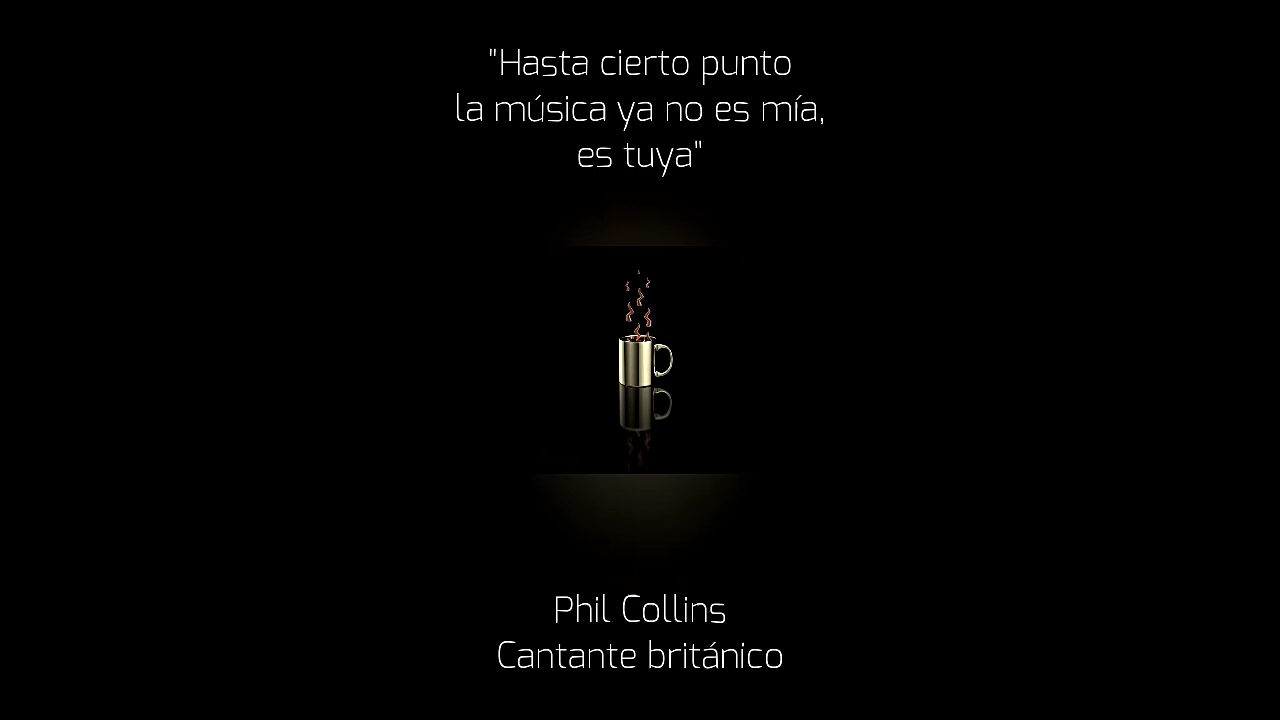 "Hasta cierto punto
la música ya no es mía,
es tuya"
Phil Collins
Cantante británico